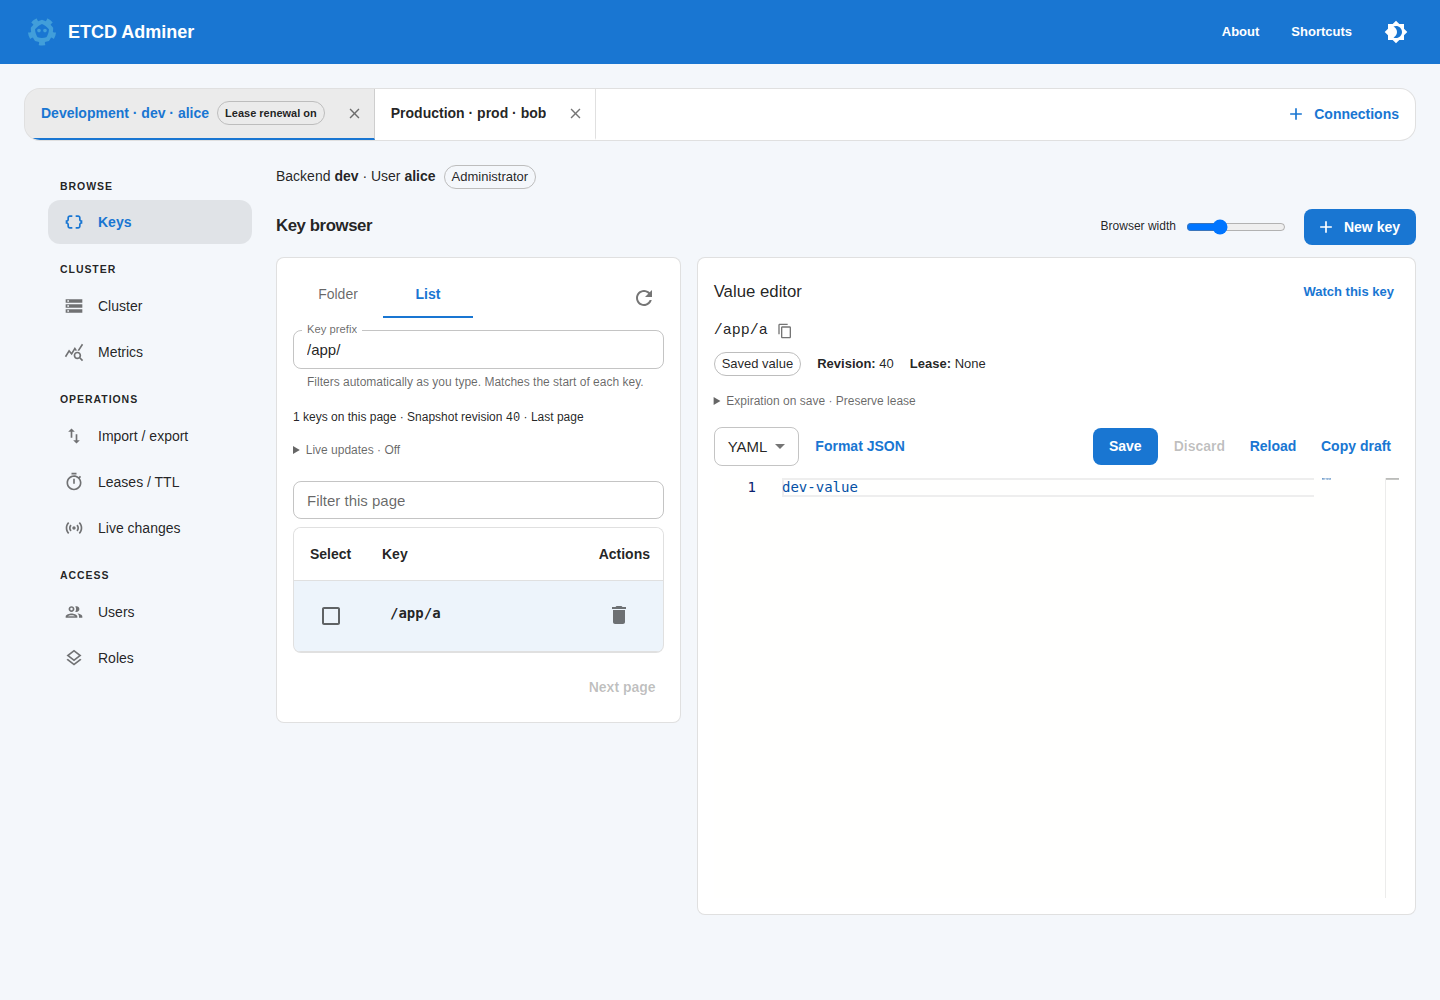 ETCD Adminer
About
Shortcuts
Development · dev · alice
Lease renewal on
Production · prod · bob
Connections
Backend dev · User alice
Administrator
BROWSE
Keys
CLUSTER
Cluster
Metrics
OPERATIONS
Import / export
Leases / TTL
Live changes
ACCESS
Users
Roles
Key browser
Browser width
New key
Folder
List
Key prefix
/app/
Filters automatically as you type. Matches the start of each key.
1 keys on this page · Snapshot revision 40 · Last page
Live updates · Off
Filter this page
Select
Key
Actions
/app/a
Next page
Value editor
Watch this key
/app/a
Saved value
Revision: 40
Lease: None
Expiration on save · Preserve lease
YAML
Format JSON
Save
Discard
Reload
Copy draft
1
dev-value